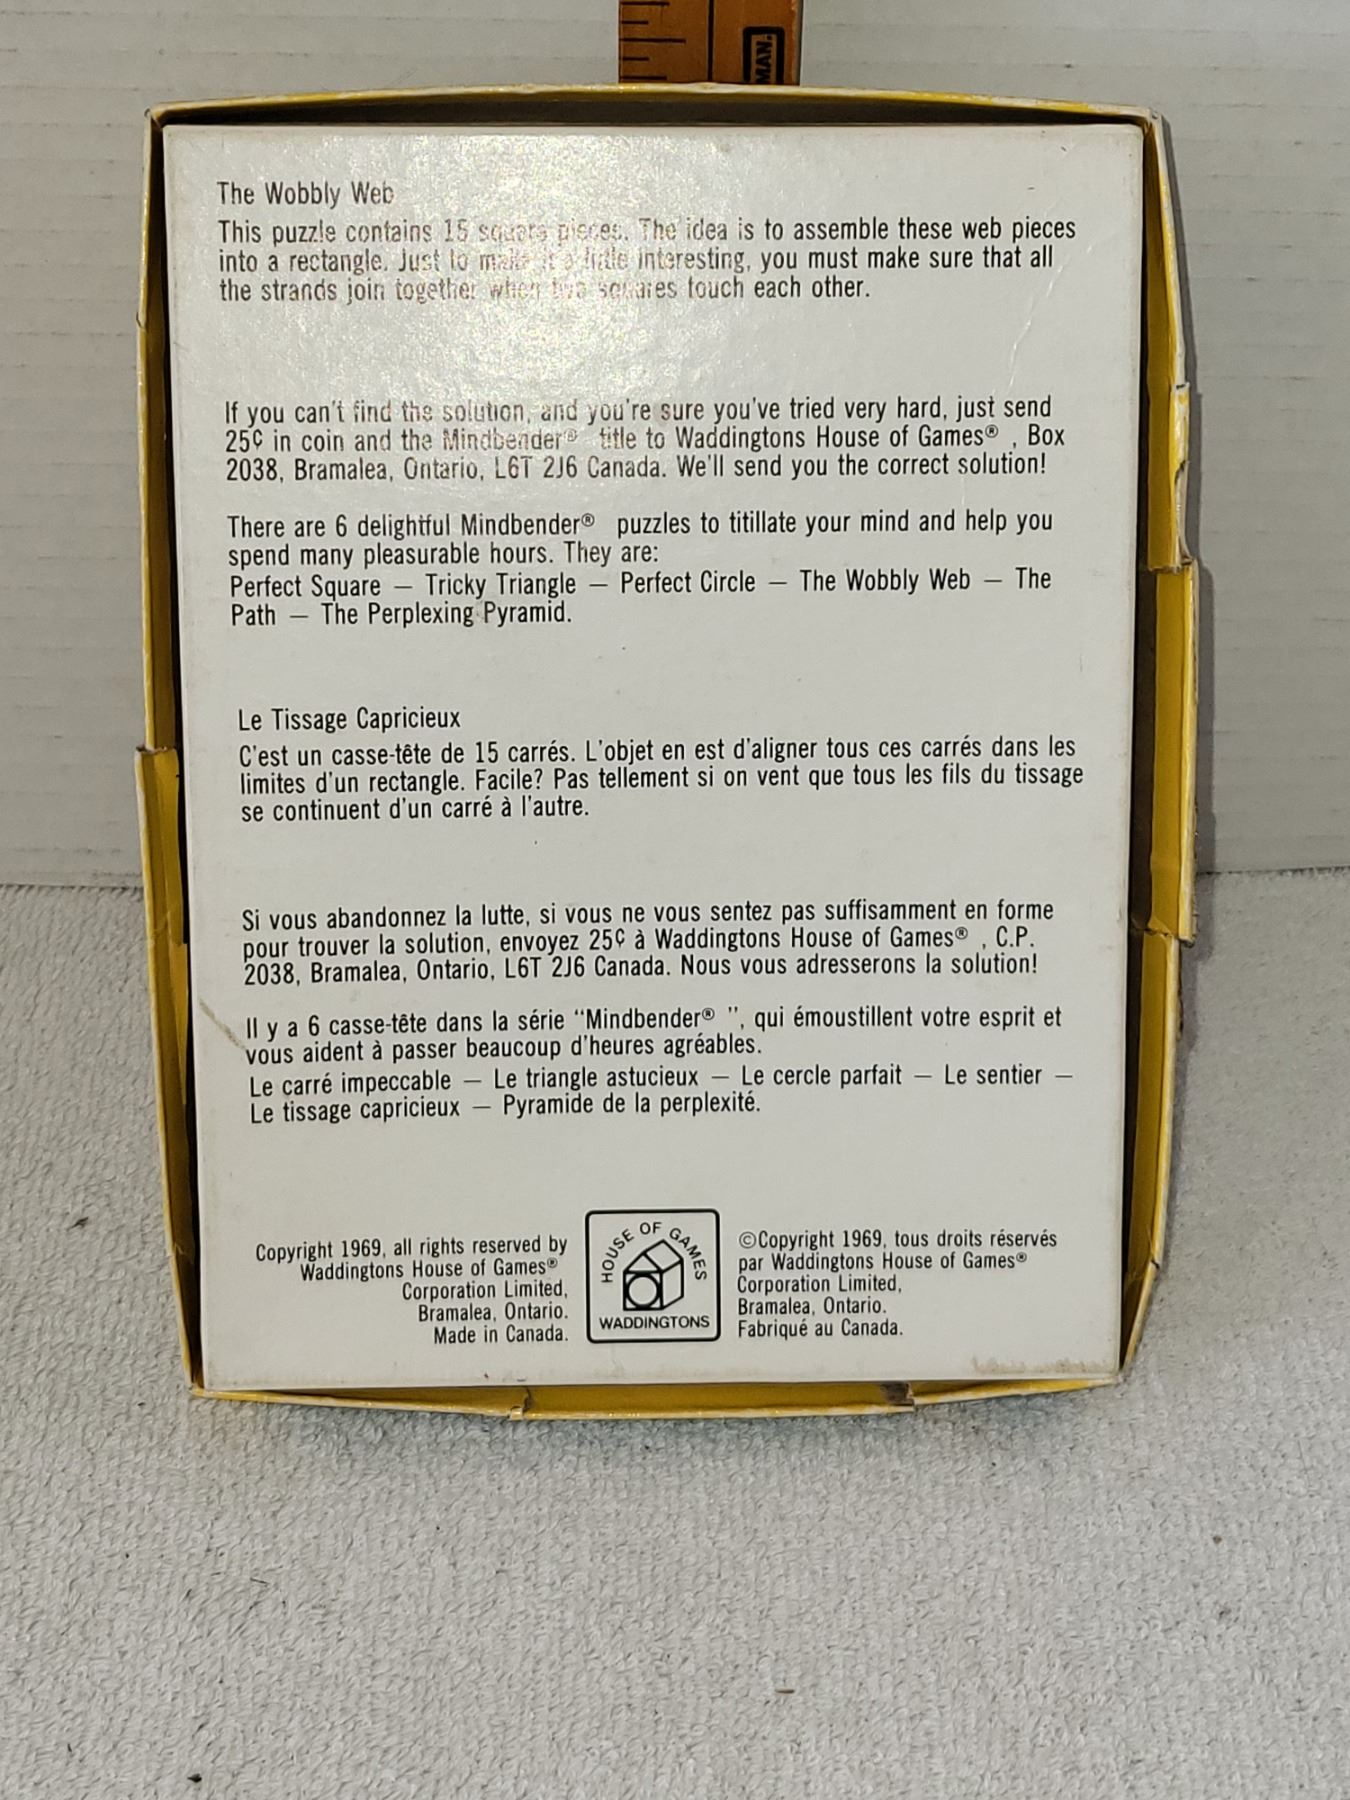 MAN.
The Wobbly Web
This puzzle contains 15 square pieces. The idea is to assemble these web pieces
into a rectangle. Just to make it a little interesting, you must make sure that all
the strands join together when two squares touch each other.
If you can't find the solution, and you're sure you've tried very hard, just send
25¢ in coin and the Mindbender® title to Waddingtons House of Games® , Box
2038, Bramalea, Ontario, L6T 2J6 Canada. We'll send you the correct solution!
There are 6 delightful Mindbender® puzzles to titillate your mind and help you
spend many pleasurable hours. They are:
Perfect Square — Tricky Triangle — Perfect Circle — The Wobbly Web — The
Path — The Perplexing Pyramid.
Le Tissage Capricieux
C'est un casse-tête de 15 carrés. L'objet en est d'aligner tous ces carrés dans les
limites d'un rectangle. Facile? Pas tellement si on vent que tous les fils du tissage
se continuent d'un carré à l'autre.
Si vous abandonnez la lutte, si vous ne vous sentez pas suffisamment en forme
pour trouver la solution, envoyez 25¢ à Waddingtons House of Games® , C.P.
2038, Bramalea, Ontario, L6T 2J6 Canada. Nous vous adresserons la solution!
Il y a 6 casse-tête dans la série "Mindbender® ", qui émoustillent votre esprit et
vous aident à passer beaucoup d'heures agréables.
Le carré impeccable — Le triangle astucieux — Le cercle parfait — Le sentier —
Le tissage capricieux — Pyramide de la perplexité.
Copyright 1969, all rights reserved by
Waddingtons House of Games®
Corporation Limited,
Bramalea, Ontario.
Made in Canada.
HOUSE OF GAMES
WADDINGTONS
©Copyright 1969, tous droits réservés
par Waddingtons House of Games®
Corporation Limited,
Bramalea, Ontario.
Fabriqué au Canada.